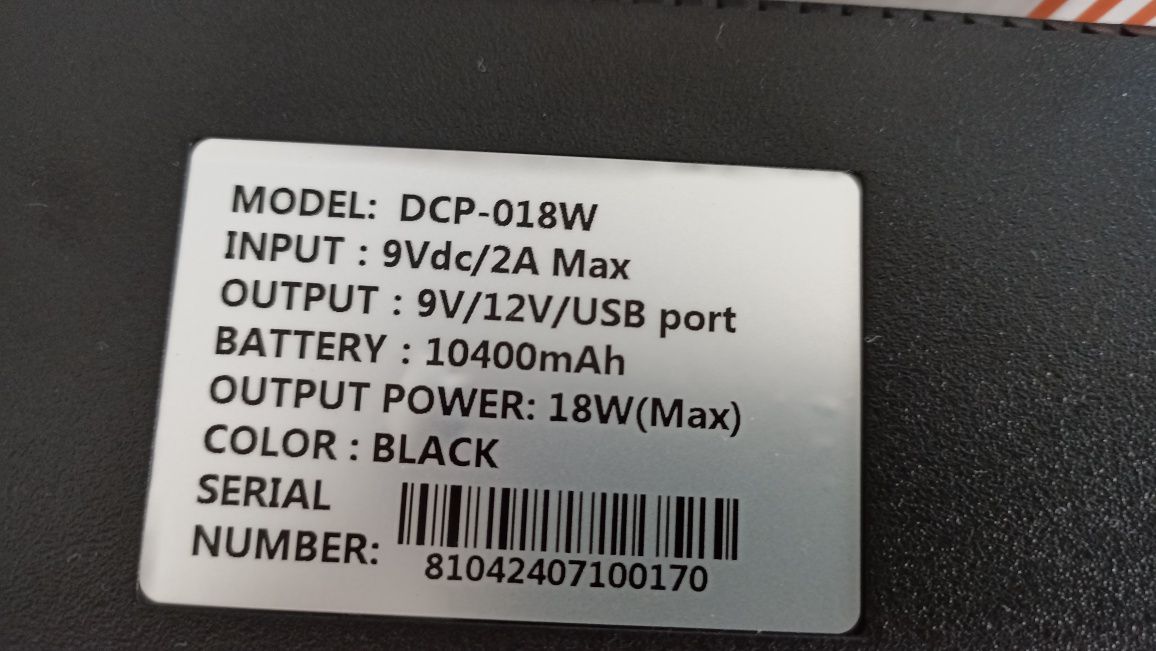 MODEL: DCP-018W
INPUT : 9Vdc/2A Max
OUTPUT : 9V/12V/USB port
BATTERY : 10400mAh
OUTPUT POWER: 18W(Max)
COLOR : BLACK
SERIAL
NUMBER:
81042407100170